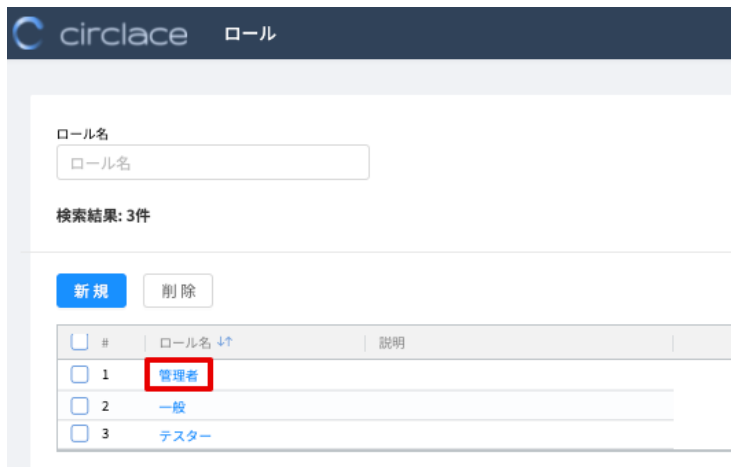 circlace ロール
ロール名
ロール名
検索結果: 3件
新規 削除
# ロール名 ↓↑ 説明
1 管理者
2 一般
3 テスター